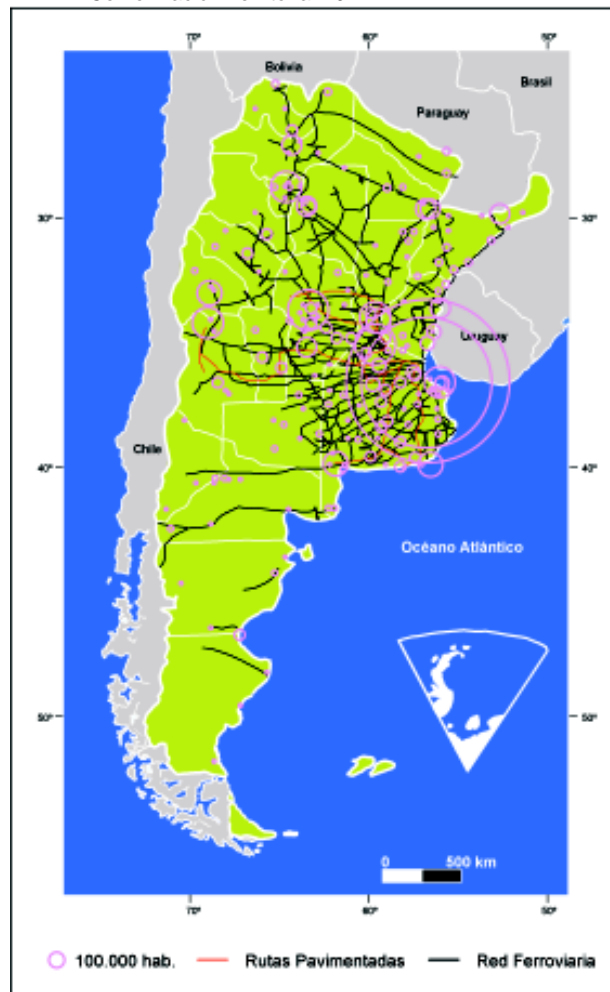 70°
60°
50°
Bolivia
Brasil
Paraguay
30°
30°
Uruguay
Chile
40°
40°
Océano Atlántico
50°
50°
0
500 km
70°
60°
50°
100.000 hab.
Rutas Pavimentadas
Red Ferroviaria